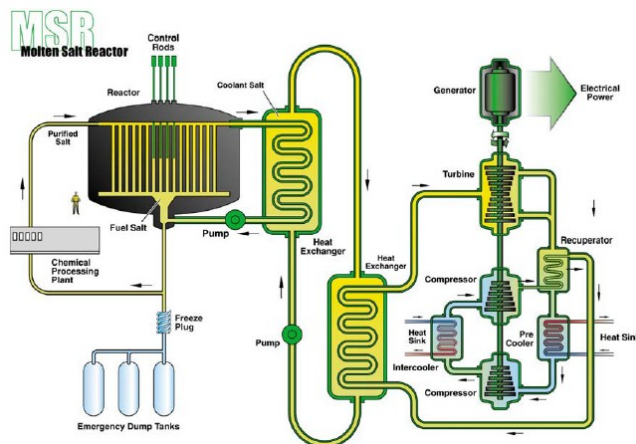 MSR
Molten Salt Reactor
Control
Rods
Reactor
Coolant Salt
Purified
Salt
Fuel Salt
Pump
Chemical
Processing
Plant
Freeze
Plug
Emergency Dump Tanks
Heat
Exchanger
Pump
Heat
Exchanger
Generator
Electrical
Power
Turbine
Recuperator
Compressor
Heat
Sink
Pre
Cooler
Heat Sin
Intercooler
Compressor